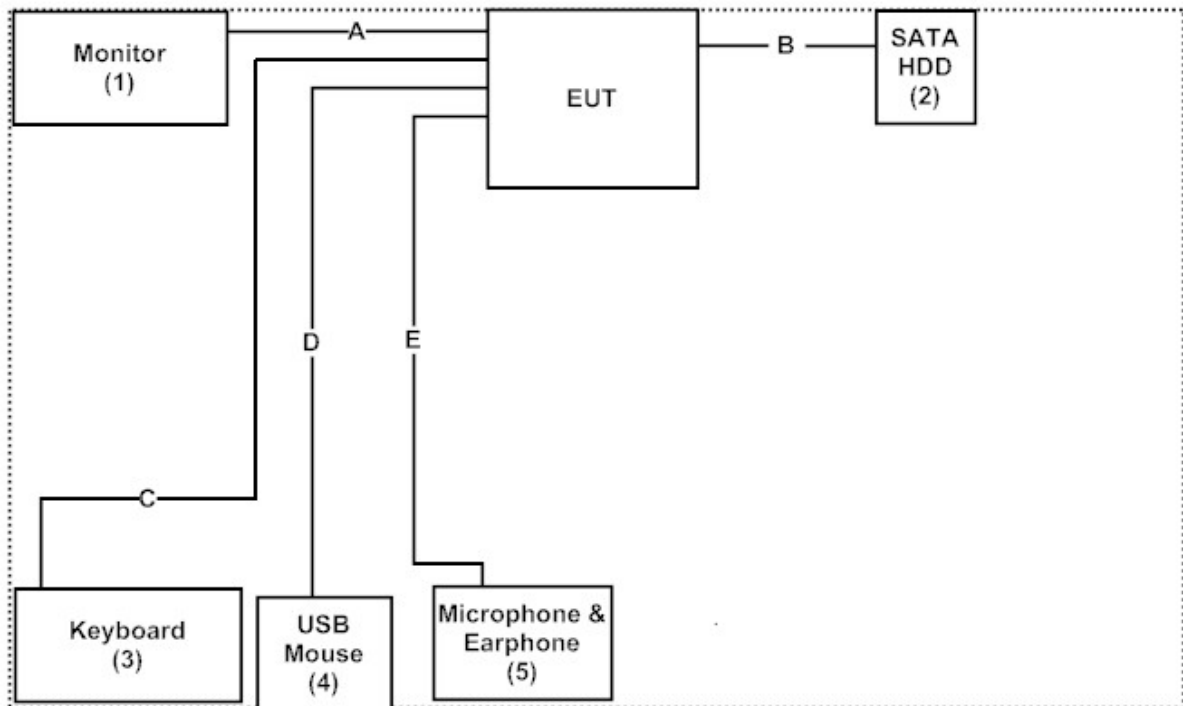 Monitor
(1)
A
EUT
B
SATA
HDD
(2)
D
E
C
Keyboard
(3)
USB
Mouse
(4)
Microphone &
Earphone
(5)